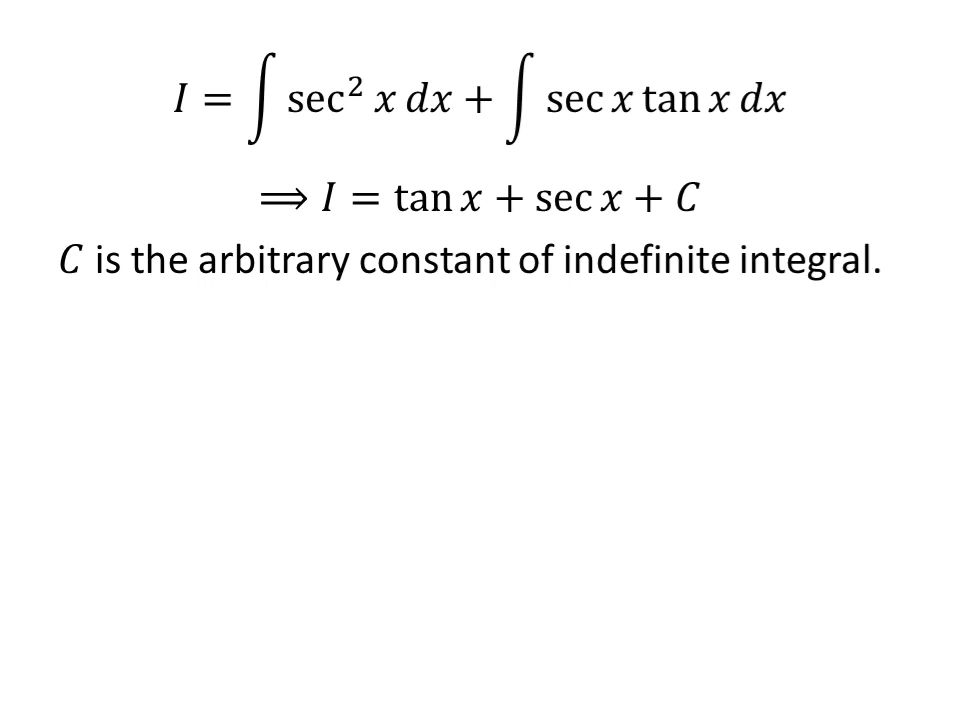 𝐼 = ∫ sec² 𝑥 𝑑𝑥 + ∫ sec 𝑥 tan 𝑥 𝑑𝑥
⟹ 𝐼 = tan 𝑥 + sec 𝑥 + 𝐶
𝐶 is the arbitrary constant of indefinite integral.